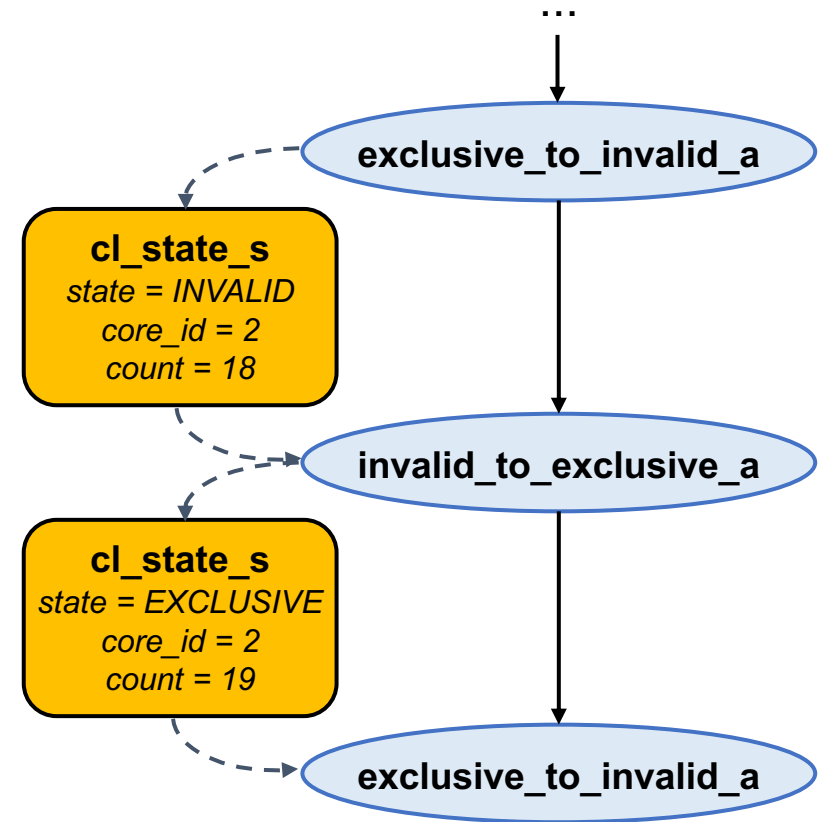 ...
exclusive_to_invalid_a
cl_state_s
state = INVALID
core_id = 2
count = 18
invalid_to_exclusive_a
cl_state_s
state = EXCLUSIVE
core_id = 2
count = 19
exclusive_to_invalid_a